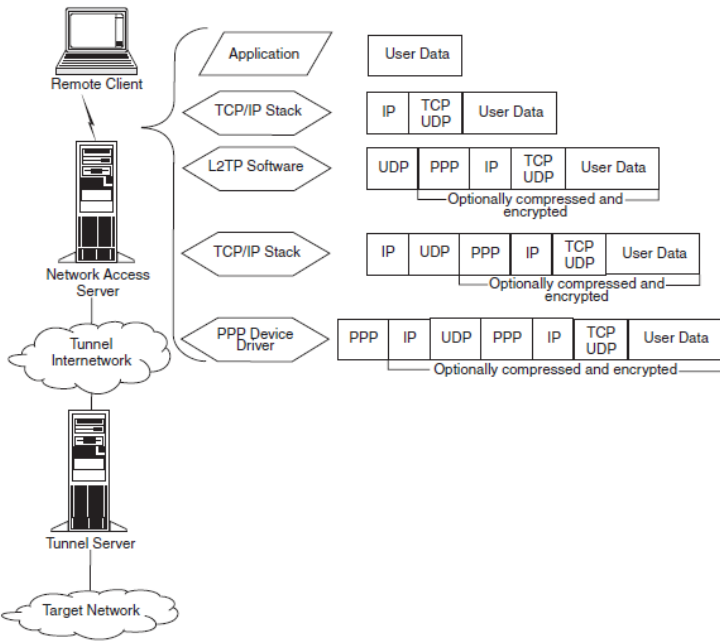 Remote Client
Network Access
Server
Tunnel
Internetwork
Tunnel Server
Target Network
Application
User Data
TCP/IP Stack
IP TCP UDP User Data
L2TP Software
UDP PPP IP TCP UDP User Data
Optionally compressed and
encrypted
TCP/IP Stack
IP UDP PPP IP TCP UDP User Data
Optionally compressed and
encrypted
PPP Device
Driver
PPP IP UDP PPP IP TCP UDP User Data
Optionally compressed and encrypted